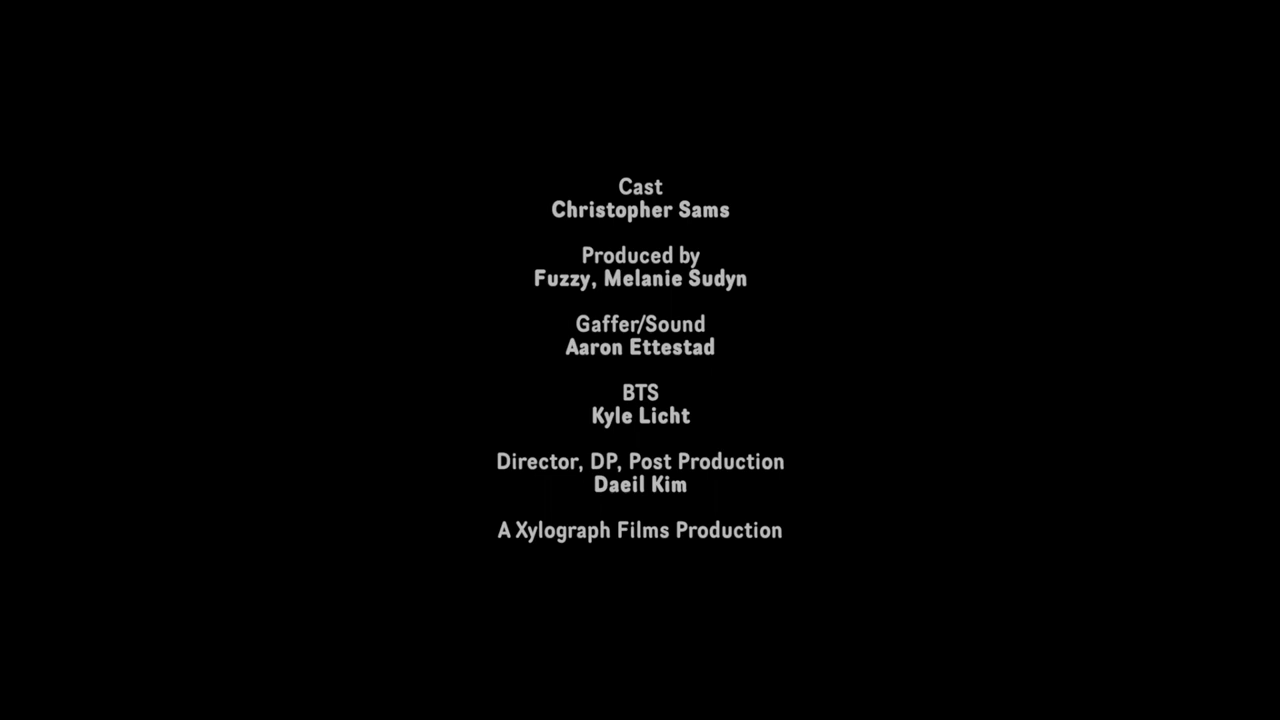 Cast
Christopher Sams
Produced by
Fuzzy, Melanie Sudyn
Gaffer/Sound
Aaron Ettestad
BTS
Kyle Licht
Director, DP, Post Production
Daeil Kim
A Xylograph Films Production